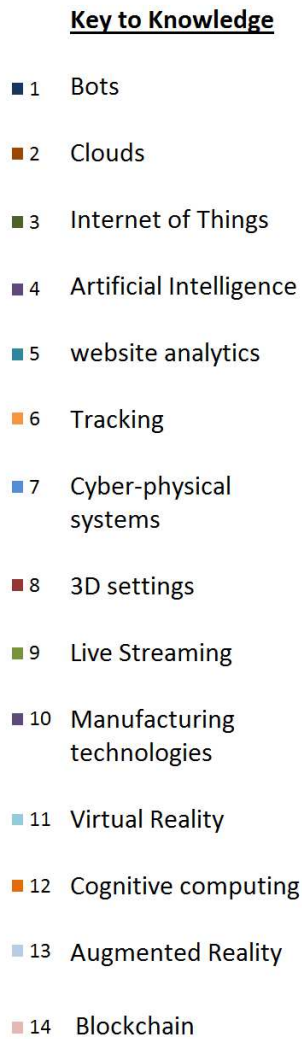 Key to Knowledge
1 Bots
2 Clouds
3 Internet of Things
4 Artificial Intelligence
5 website analytics
6 Tracking
7 Cyber-physical
systems
8 3D settings
9 Live Streaming
10 Manufacturing
technologies
11 Virtual Reality
12 Cognitive computing
13 Augmented Reality
14 Blockchain